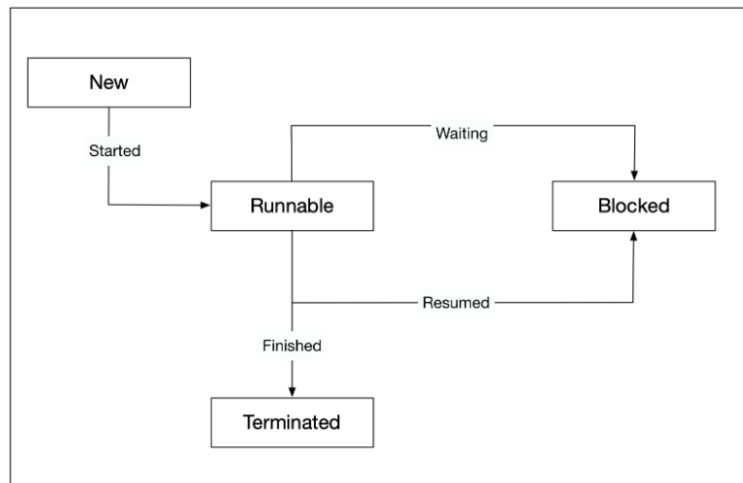 New
Started
Waiting
Runnable
Blocked
Resumed
Finished
Terminated